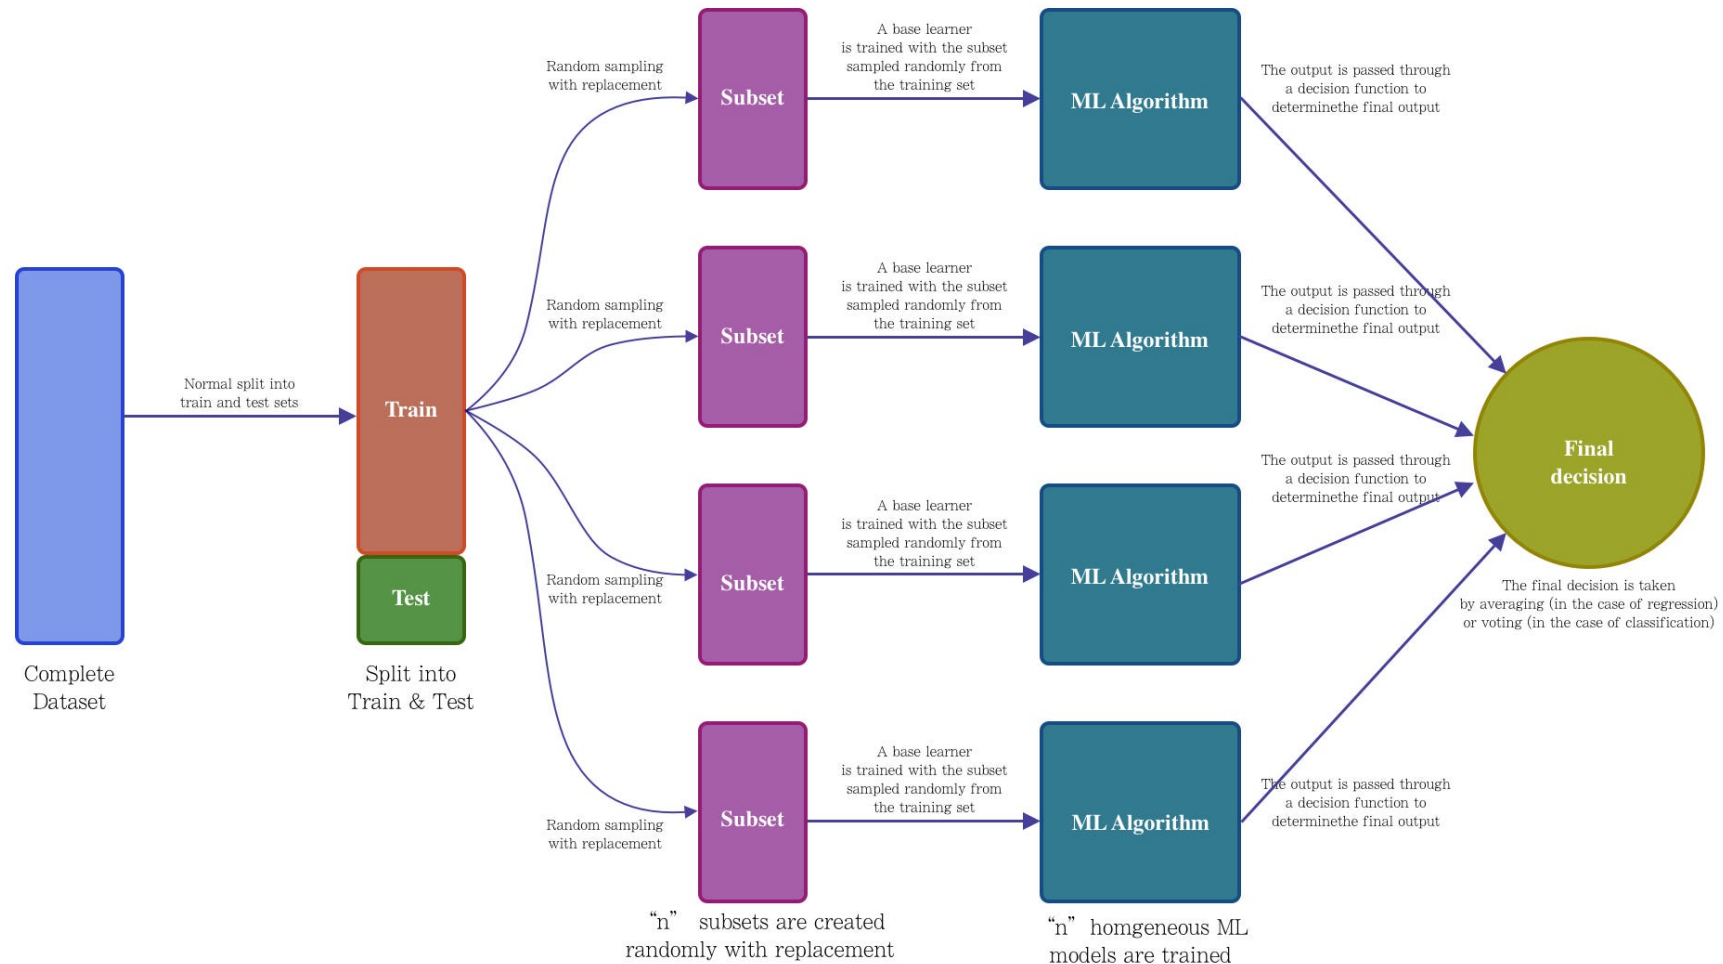 Complete
Dataset
Normal split into
train and test sets
Train
Test
Split into
Train & Test
Random sampling
with replacement
Subset
A base learner
is trained with the subset
sampled randomly from
the training set
ML Algorithm
The output is passed through
a decision function to
determinethe final output
Random sampling
with replacement
Subset
A base learner
is trained with the subset
sampled randomly from
the training set
ML Algorithm
The output is passed through
a decision function to
determinethe final output
Random sampling
with replacement
Subset
A base learner
is trained with the subset
sampled randomly from
the training set
ML Algorithm
The output is passed through
a decision function to
determinethe final output
Random sampling
with replacement
Subset
A base learner
is trained with the subset
sampled randomly from
the training set
ML Algorithm
The output is passed through
a decision function to
determinethe final output
“n” subsets are created
randomly with replacement
“n” homgeneous ML
models are trained
Final
decision
The final decision is taken
by averaging (in the case of regression)
or voting (in the case of classification)